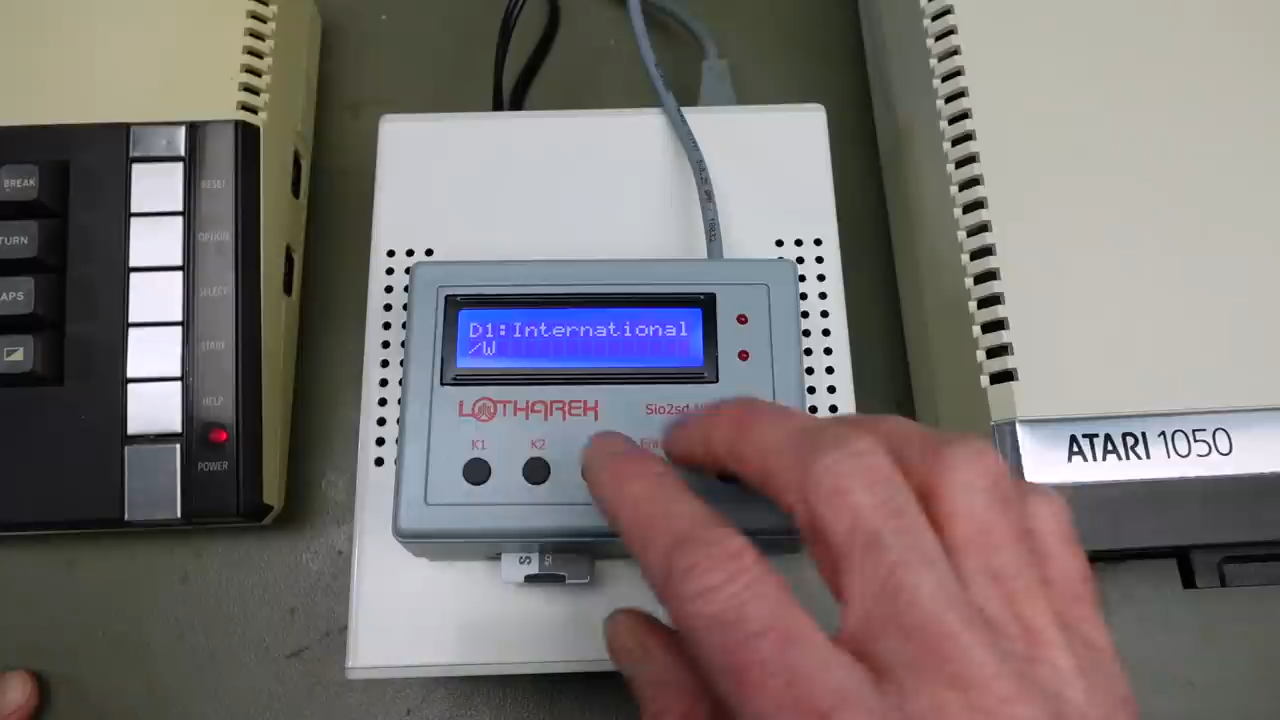 BREAK
RESET
TURN
OPTION
APS
SELECT
START
HELP
POWER
D1:International
/W
LOTHAREK
Sio2sd
K1
K2
ATARI 1050